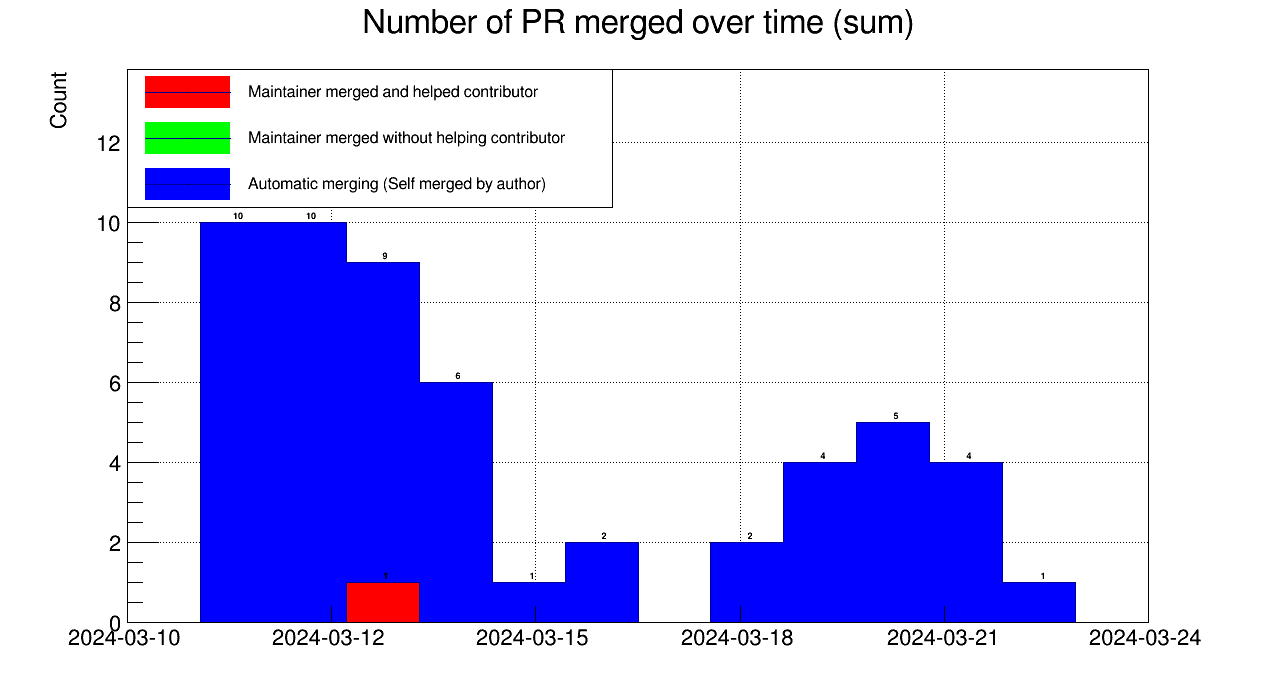 Number of PR merged over time (sum)
Count
Maintainer merged and helped contributor
Maintainer merged without helping contributor
Automatic merging (Self merged by author)
12
10
8
6
4
2
0
10 10 9 6 1 2 2 4 5 4 1
1
2024-03-10 2024-03-12 2024-03-15 2024-03-18 2024-03-21 2024-03-24